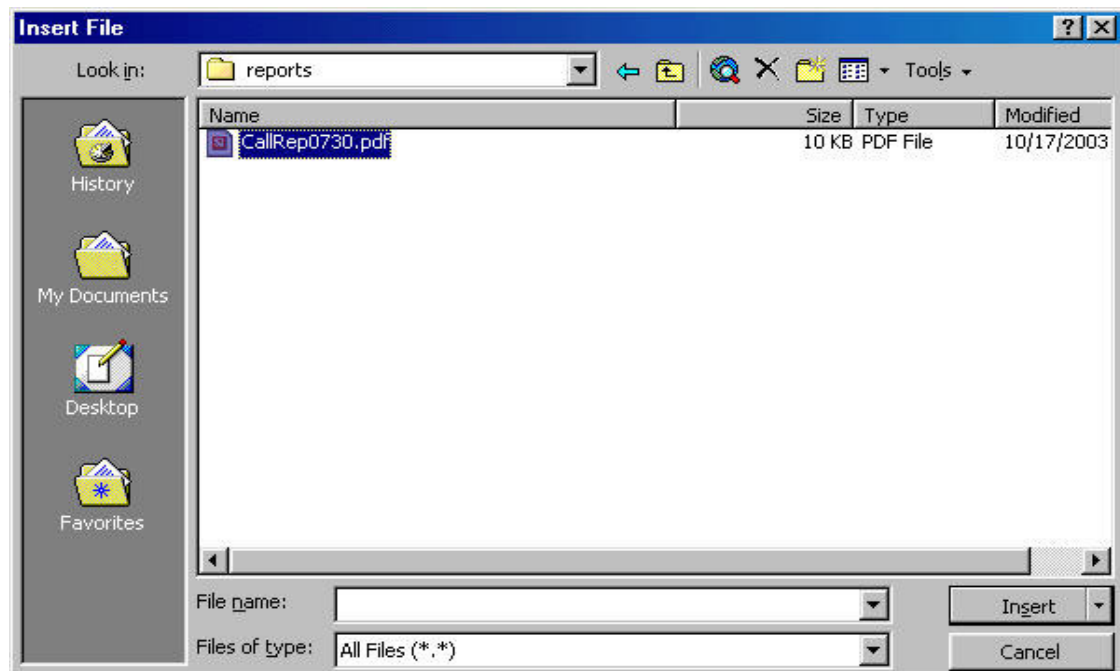 Insert File
Look in: reports Tools
Name Size Type Modified
CallRep0730.pdf 10 KB PDF File 10/17/2003
History
My Documents
Desktop
Favorites
File name: Insert
Files of type: All Files (*.*) Cancel